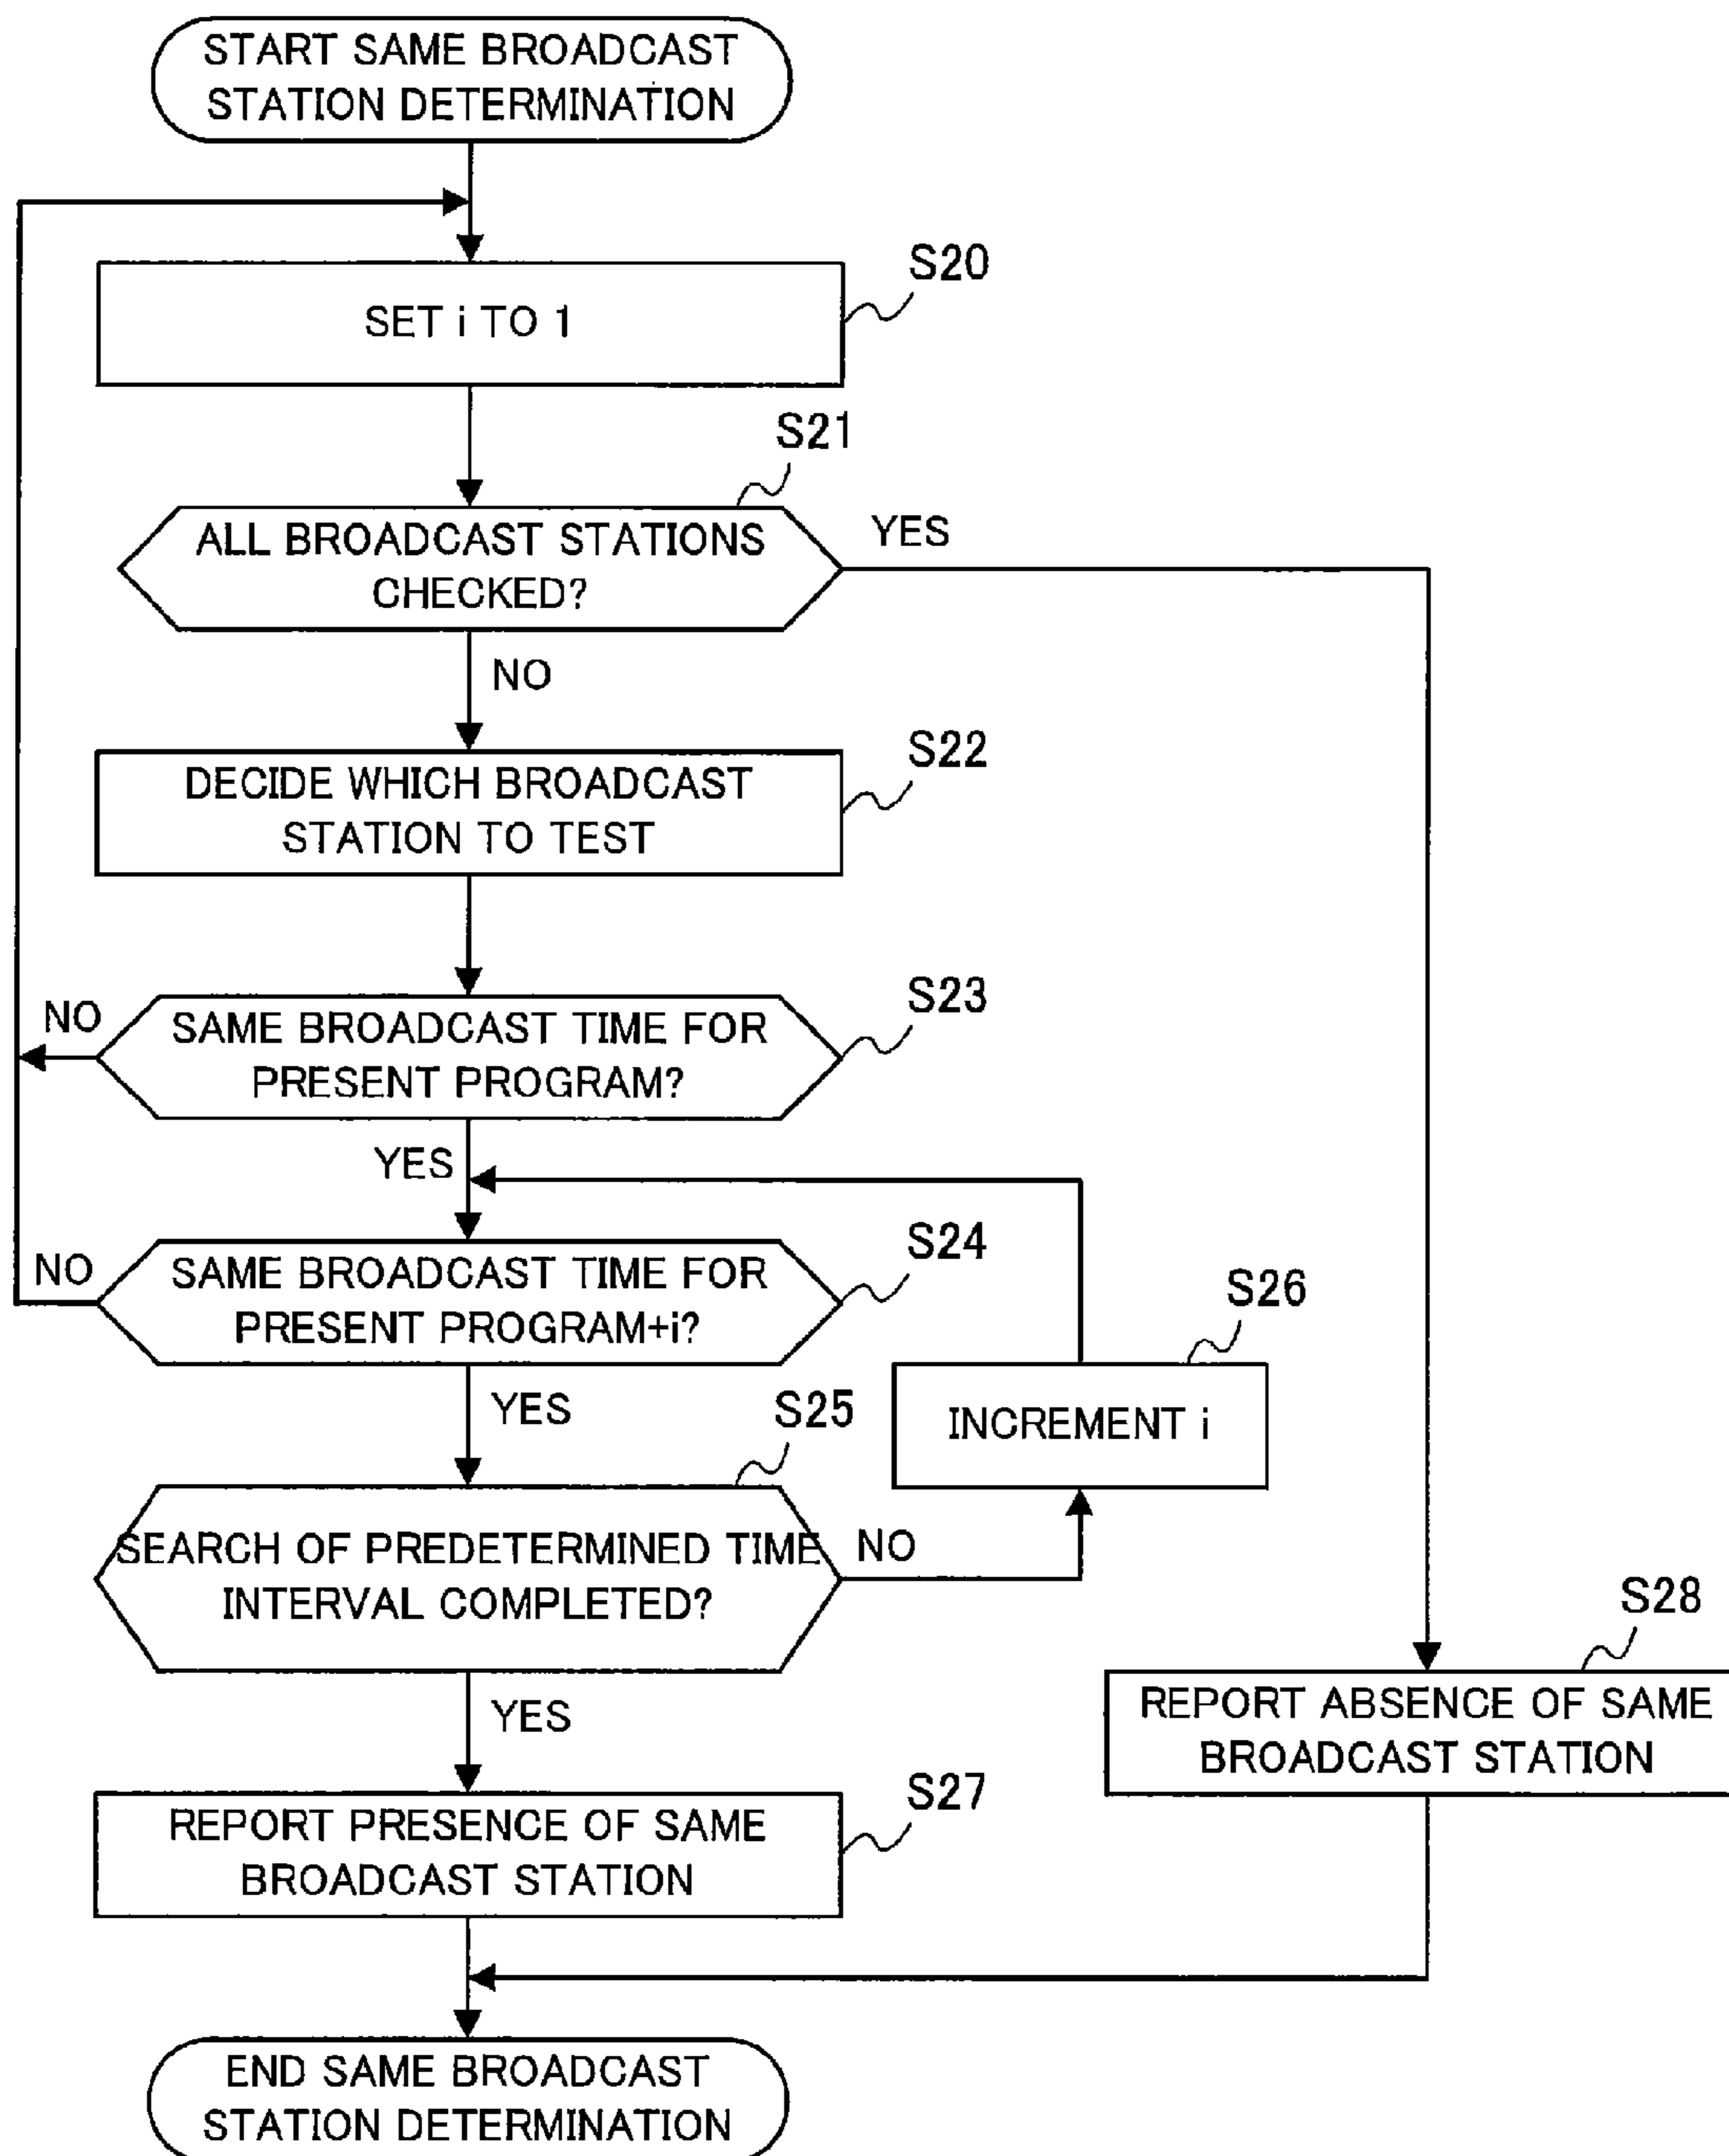 START SAME BROADCAST
STATION DETERMINATION
S20
SET i TO 1
S21
ALL BROADCAST STATIONS
CHECKED?
YES
NO
S22
DECIDE WHICH BROADCAST
STATION TO TEST
S23
NO
SAME BROADCAST TIME FOR
PRESENT PROGRAM?
YES
S24
NO
SAME BROADCAST TIME FOR
PRESENT PROGRAM+i?
S26
INCREMENT i
YES
S25
SEARCH OF PREDETERMINED TIME
INTERVAL COMPLETED?
NO
S28
REPORT ABSENCE OF SAME
BROADCAST STATION
YES
S27
REPORT PRESENCE OF SAME
BROADCAST STATION
END SAME BROADCAST
STATION DETERMINATION